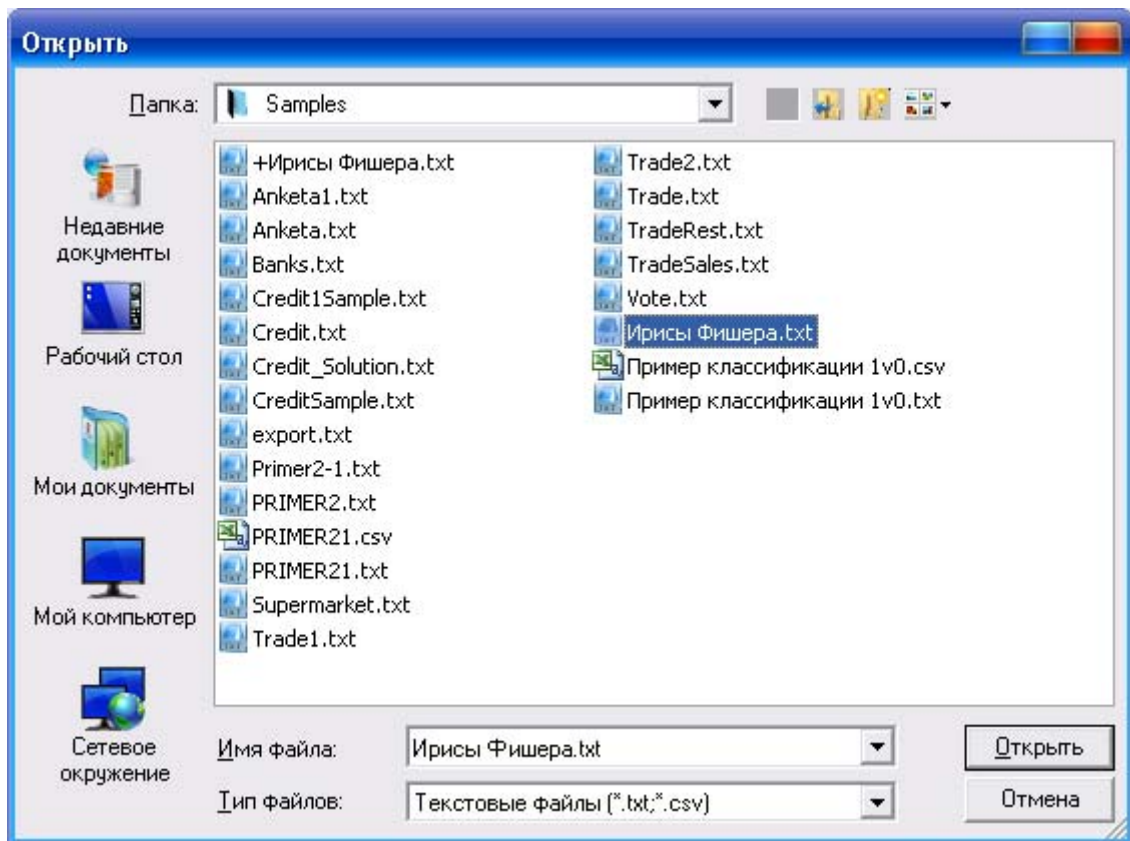 Открыть
Папка: Samples
Недавние
документы
Рабочий стол
Мои документы
Мой компьютер
Сетевое
окружение
+Ирисы Фишера.txt
Anketa1.txt
Anketa.txt
Banks.txt
Credit1Sample.txt
Credit.txt
Credit_Solution.txt
CreditSample.txt
export.txt
Primer2-1.txt
PRIMER2.txt
PRIMER21.csv
PRIMER21.txt
Supermarket.txt
Trade1.txt
Trade2.txt
Trade.txt
TradeRest.txt
TradeSales.txt
Vote.txt
Ирисы Фишера.txt
Пример классификации 1v0.csv
Пример классификации 1v0.txt
Имя файла: Ирисы Фишера.txt Открыть
Тип файлов: Текстовые файлы (*.txt;*.csv) Отмена